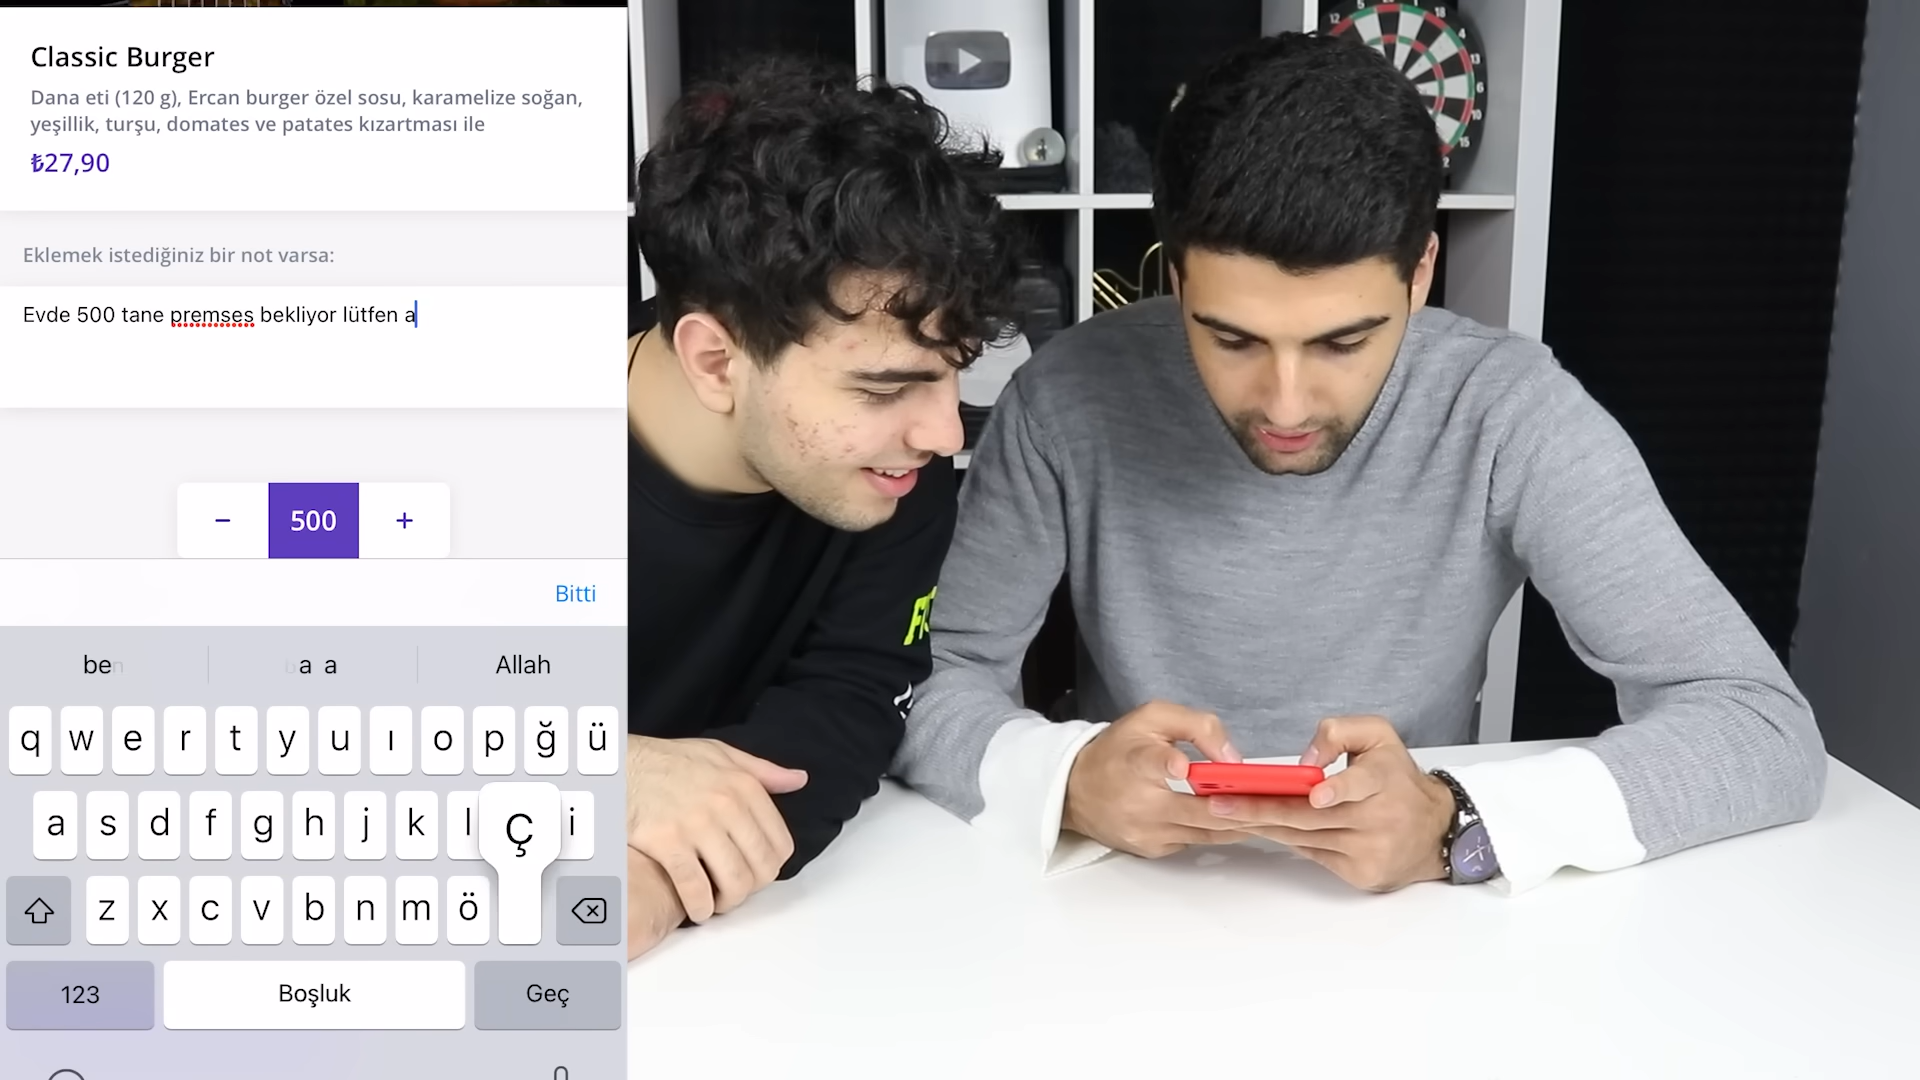 Classic Burger
Dana eti (120 g), Ercan burger özel sosu, karamelize soğan,
yeşillik, turşu, domates ve patates kızartması ile
₺27,90
Eklemek istediğiniz bir not varsa:
Evde 500 tane premses bekliyor lütfen a
− 500 +
Bitti
ben a a Allah
q w e r t y u ı o p ğ ü
a s d f g h j k l ç i
z x c v b n m ö
123 Boşluk Geç